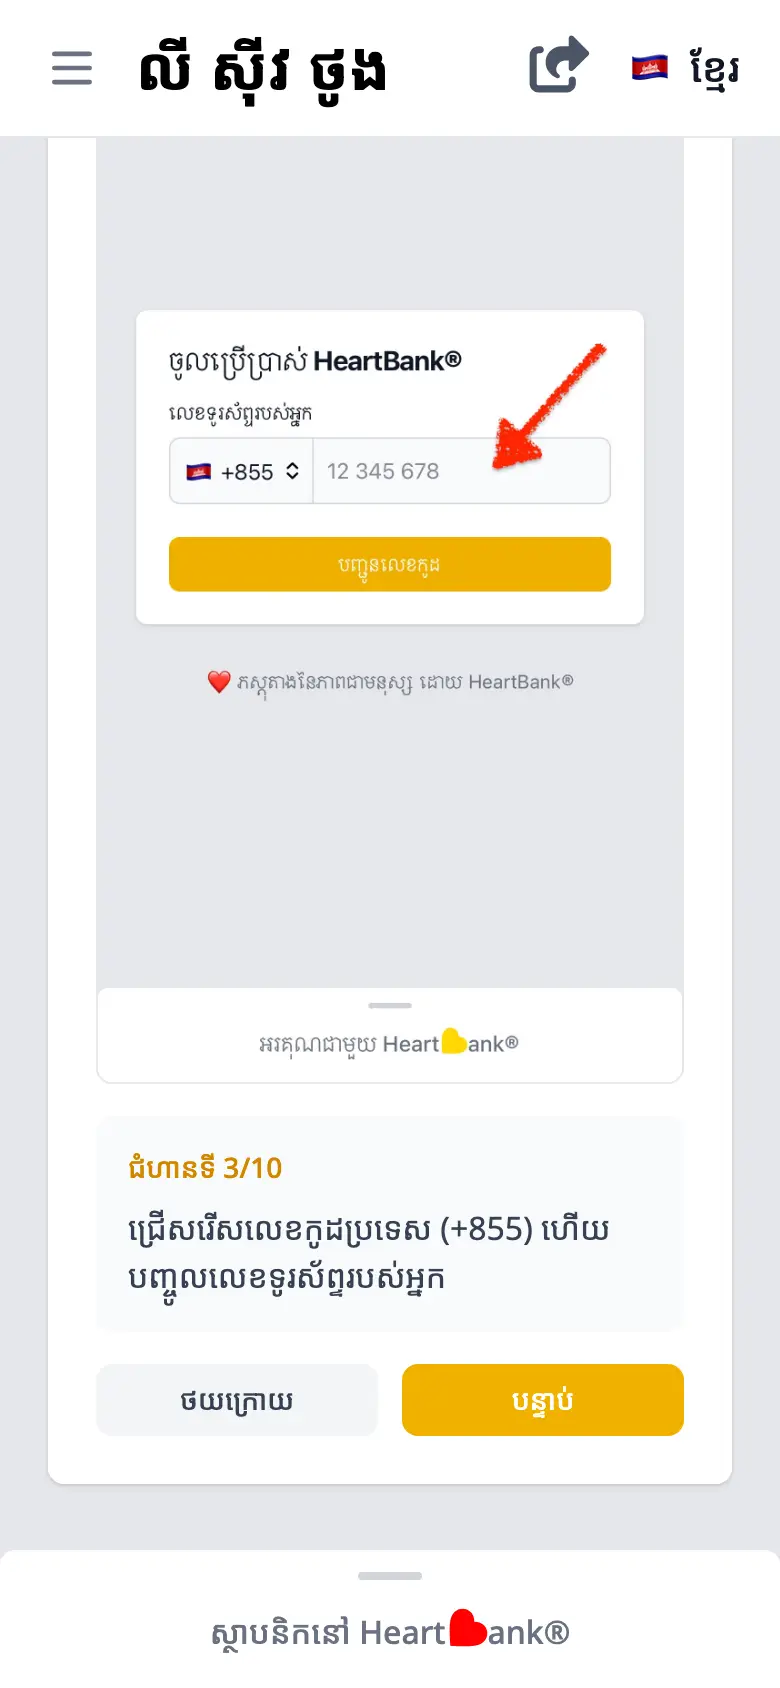 លី ស៊ីវ ថូង
ខ្មែរ
ចូលប្រើប្រាស់ HeartBank®
លេខទូរស័ព្ទរបស់អ្នក
+855 12 345 678
បញ្ជូនលេខកូដ
ភស្តុតាងនៃភាពជាមនុស្ស ដោយ HeartBank®
អរគុណជាមួយ HeartBank®
ជំហានទី 3/10
ជ្រើសរើសលេខកូដប្រទេស (+855) ហើយ
បញ្ចូលលេខទូរស័ព្ទរបស់អ្នក
ថយក្រោយ
បន្ទាប់
ស្ថាបនិកនៅ HeartBank®